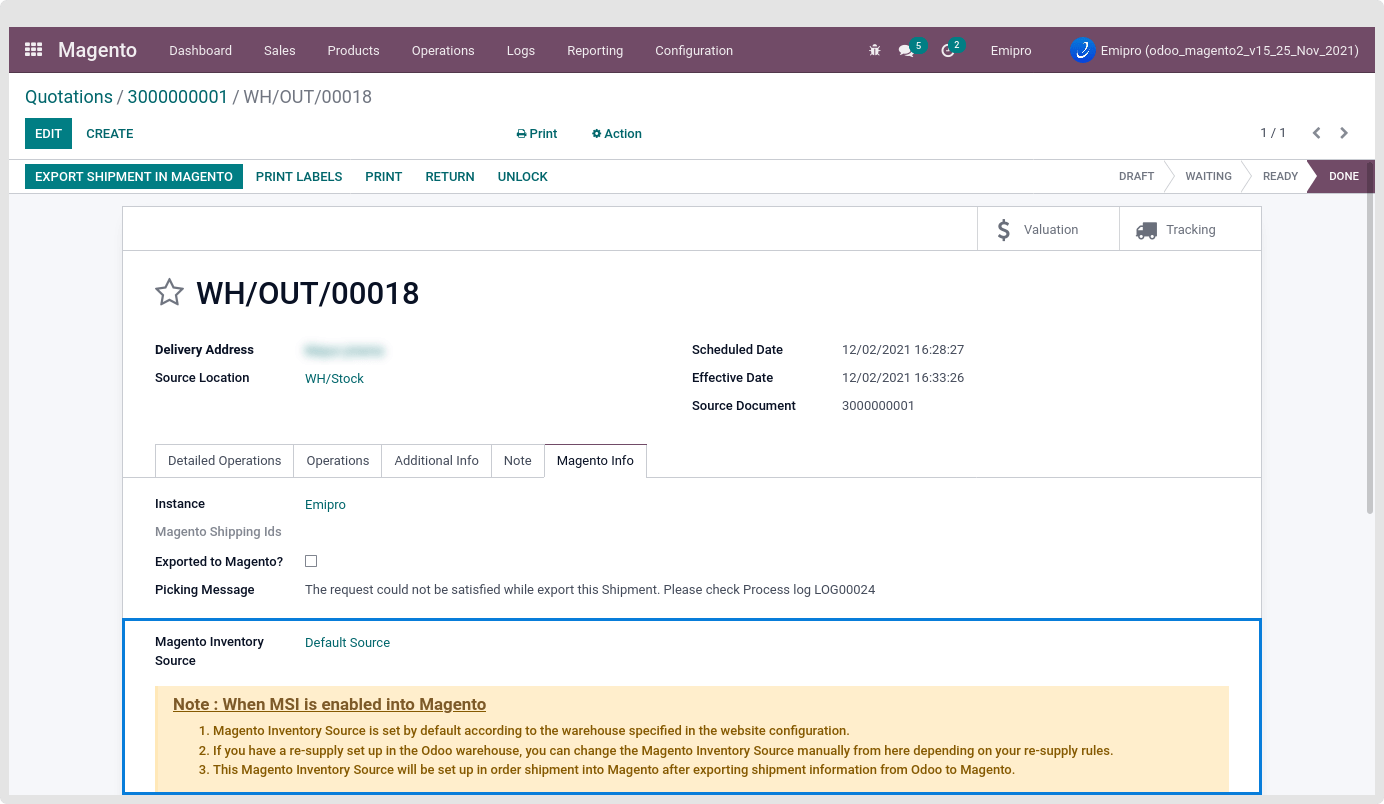 Magento Dashboard Sales Products Operations Logs Reporting Configuration 5 2 Emipro Emipro (odoo_magento2_v15_25_Nov_2021)
Quotations / 3000000001 / WH/OUT/00018
EDIT CREATE Print Action 1 / 1
EXPORT SHIPMENT IN MAGENTO PRINT LABELS PRINT RETURN UNLOCK DRAFT WAITING READY DONE
$ Valuation Tracking
WH/OUT/00018
Delivery Address Scheduled Date 12/02/2021 16:28:27
Source Location WH/Stock Effective Date 12/02/2021 16:33:26
Source Document 3000000001
Detailed Operations Operations Additional Info Note Magento Info
Instance Emipro
Magento Shipping Ids
Exported to Magento?
Picking Message The request could not be satisfied while export this Shipment. Please check Process log LOG00024
Magento Inventory Default Source
Source
Note : When MSI is enabled into Magento
1. Magento Inventory Source is set by default according to the warehouse specified in the website configuration.
2. If you have a re-supply set up in the Odoo warehouse, you can change the Magento Inventory Source manually from here depending on your re-supply rules.
3. This Magento Inventory Source will be set up in order shipment into Magento after exporting shipment information from Odoo to Magento.